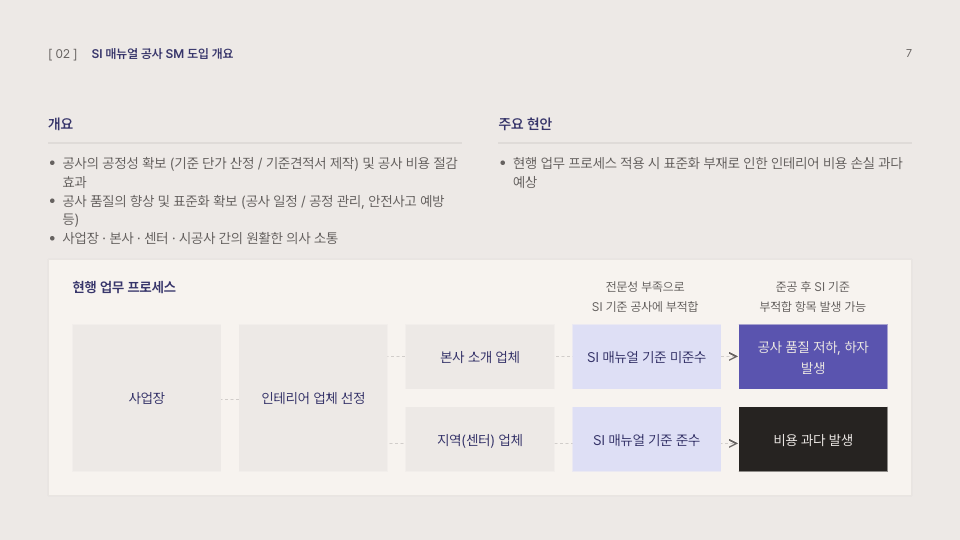 [ 02 ] SI 매뉴얼 공사 SM 도입 개요
7
개요
• 공사의 공정성 확보 (기준 단가 산정 / 기준견적서 제작) 및 공사 비용 절감
효과
• 공사 품질의 향상 및 표준화 확보 (공사 일정 / 공정 관리, 안전사고 예방
등)
• 사업장 · 본사 · 센터 · 시공사 간의 원활한 의사 소통
주요 현안
• 현행 업무 프로세스 적용 시 표준화 부재로 인한 인테리어 비용 손실 과다
예상
현행 업무 프로세스
전문성 부족으로
SI 기준 공사에 부적합
준공 후 SI 기준
부적합 항목 발생 가능
사업장
인테리어 업체 선정
본사 소개 업체
SI 매뉴얼 기준 미준수
공사 품질 저하, 하자
발생
지역(센터) 업체
SI 매뉴얼 기준 준수
비용 과다 발생